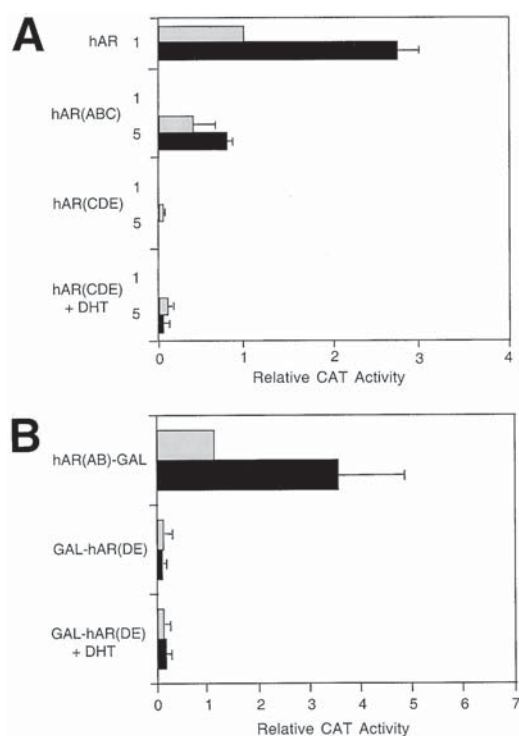 A
hAR 1
hAR(ABC) 1
5
hAR(CDE) 1
5
hAR(CDE)
+ DHT 1
5
0 1 2 3 4
Relative CAT Activity
B
hAR(AB)-GAL
GAL-hAR(DE)
GAL-hAR(DE)
+ DHT
0 1 2 3 4 5 6 7
Relative CAT Activity